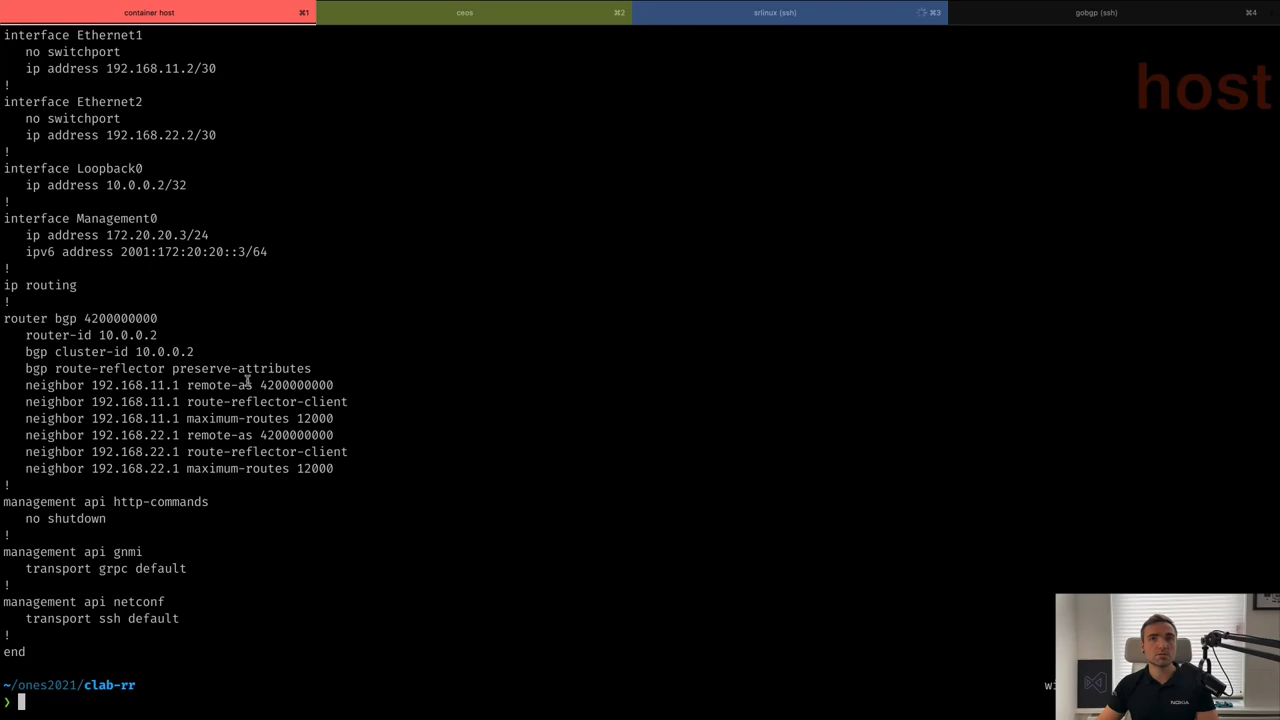 container host ⌘1 ceos ⌘2 srlinux (ssh) ⌘3 gobgp (ssh) ⌘4
host
interface Ethernet1
   no switchport
   ip address 192.168.11.2/30
!
interface Ethernet2
   no switchport
   ip address 192.168.22.2/30
!
interface Loopback0
   ip address 10.0.0.2/32
!
interface Management0
   ip address 172.20.20.3/24
   ipv6 address 2001:172:20:20::3/64
!
ip routing
!
router bgp 4200000000
   router-id 10.0.0.2
   bgp cluster-id 10.0.0.2
   bgp route-reflector preserve-attributes
   neighbor 192.168.11.1 remote-as 4200000000
   neighbor 192.168.11.1 route-reflector-client
   neighbor 192.168.11.1 maximum-routes 12000
   neighbor 192.168.22.1 remote-as 4200000000
   neighbor 192.168.22.1 route-reflector-client
   neighbor 192.168.22.1 maximum-routes 12000
!
management api http-commands
   no shutdown
!
management api gnmi
   transport grpc default
!
management api netconf
   transport ssh default
!
end
~/ones2021/clab-rr
❯
NOKIA